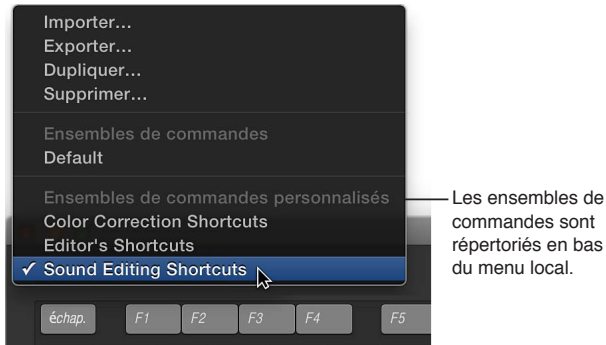 Importer…
Exporter…
Dupliquer…
Supprimer…
Ensembles de commandes
Default
Ensembles de commandes personnalisés
Color Correction Shortcuts
Editor's Shortcuts
✓ Sound Editing Shortcuts
Les ensembles de
commandes sont
répertoriés en bas
du menu local.
échap. F1 F2 F3 F4 F5